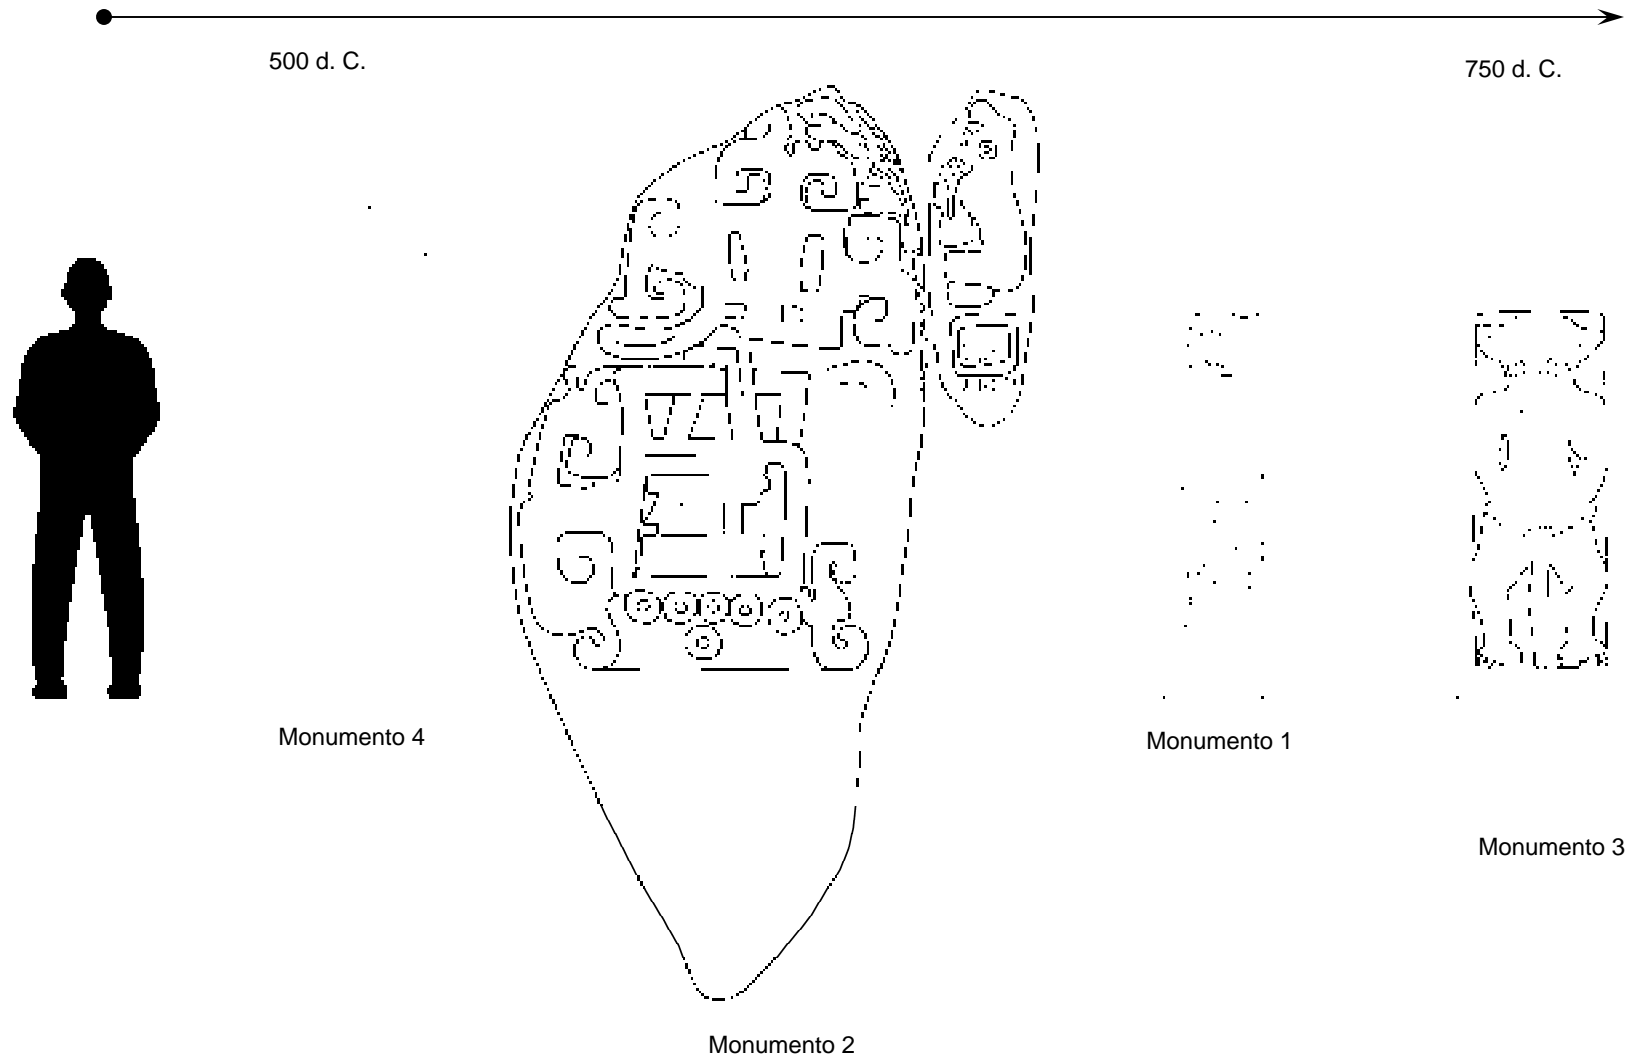 500 d. C.
750 d. C.
Monumento 4
Monumento 1
Monumento 3
Monumento 2